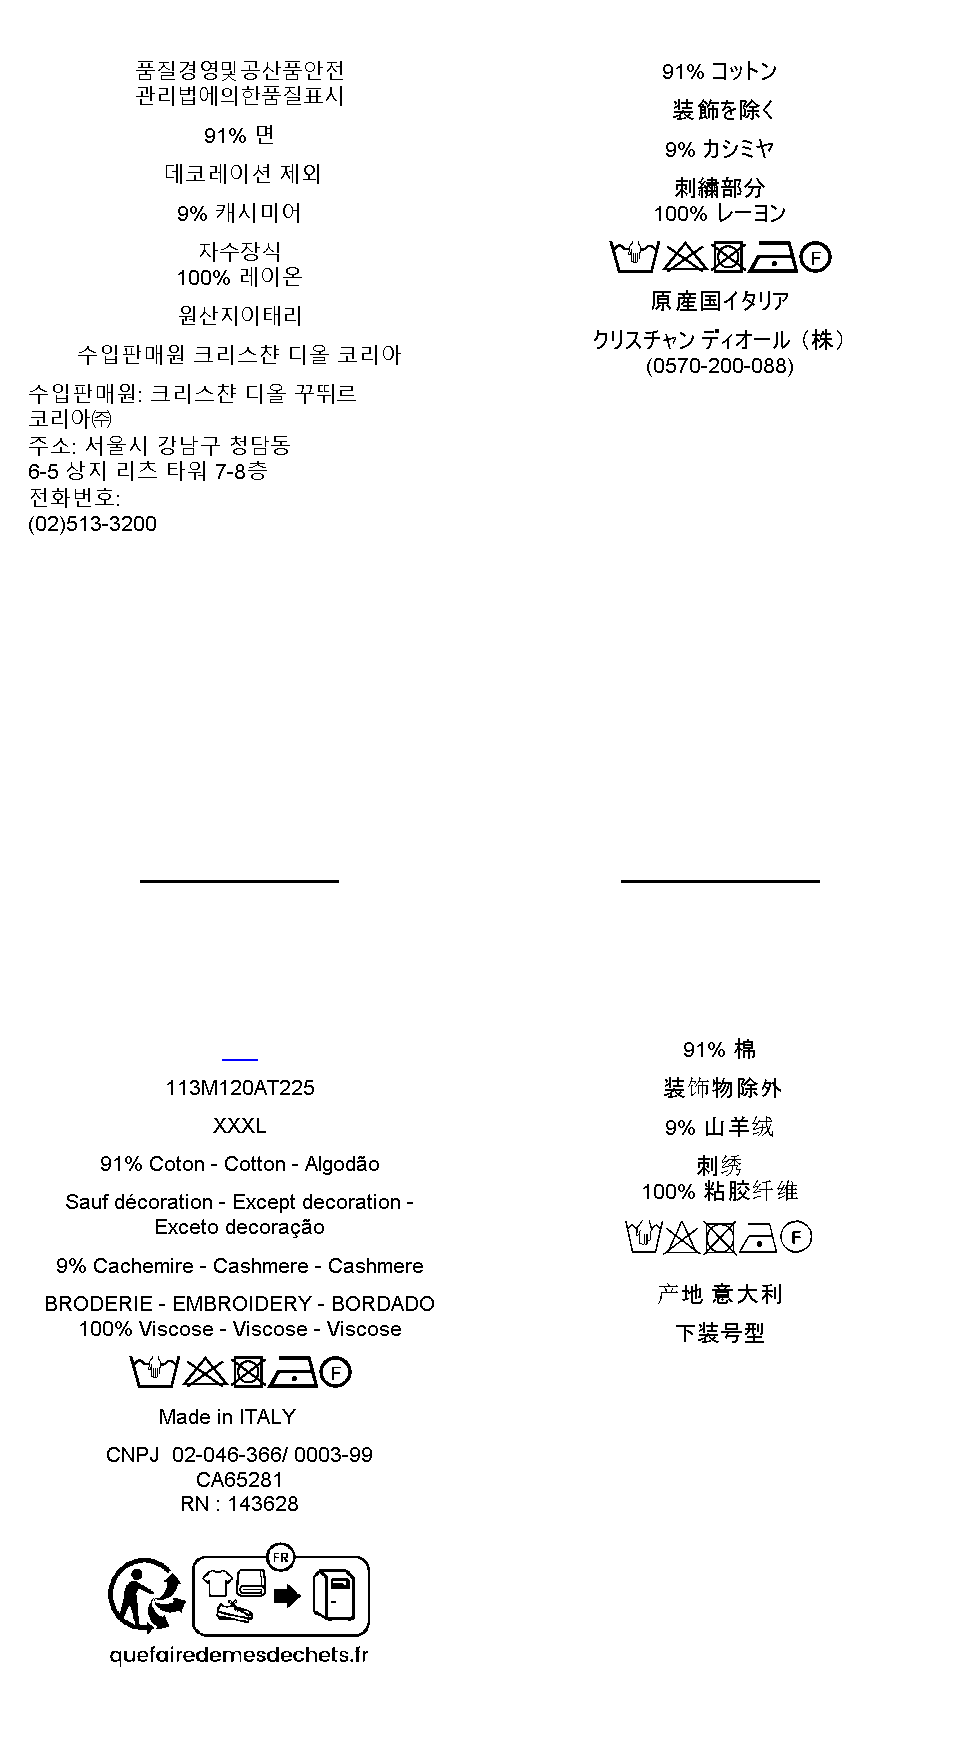 품질경영및공산품안전
관리법에의한품질표시
91% 면
데코레이션 제외
9% 캐시미어
자수장식
100% 레이온
원산지이태리
수입판매원 크리스챤 디올 코리아
수입판매원: 크리스챤 디올 꾸뛰르
코리아㈜
주소: 서울시 강남구 청담동
6-5 상지 리츠 타워 7-8층
전화번호:
(02)513-3200
91% コットン
装飾を除く
9% カシミヤ
刺繍部分
100% レーヨン
F
原産国イタリア
クリスチャン ディオール（株）
(0570-200-088)
113M120AT225
XXXL
91% Coton - Cotton - Algodão
Sauf décoration - Except decoration -
Exceto decoração
9% Cachemire - Cashmere - Cashmere
BRODERIE - EMBROIDERY - BORDADO
100% Viscose - Viscose - Viscose
F
Made in ITALY
CNPJ  02-046-366/ 0003-99
CA65281
RN : 143628
FR
quefairedemesdechets.fr
91% 棉
装饰物除外
9% 山羊绒
刺绣
100% 粘胶纤维
F
产地 意大利
下装号型